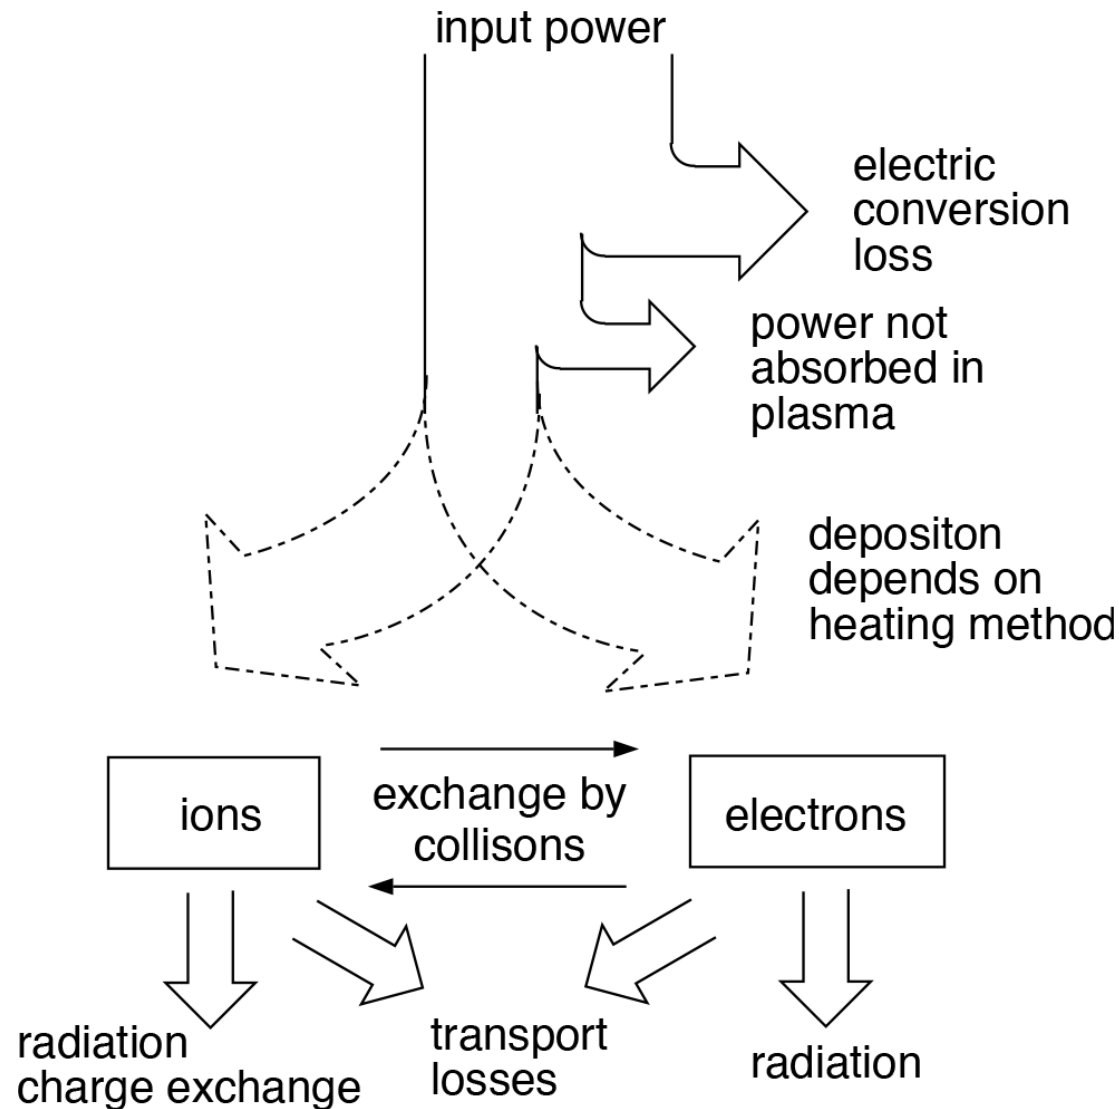 input power
electric
conversion
loss
power not
absorbed in
plasma
depositon
depends on
heating method
ions
exchange by
collisons
electrons
radiation
charge exchange
transport
losses
radiation